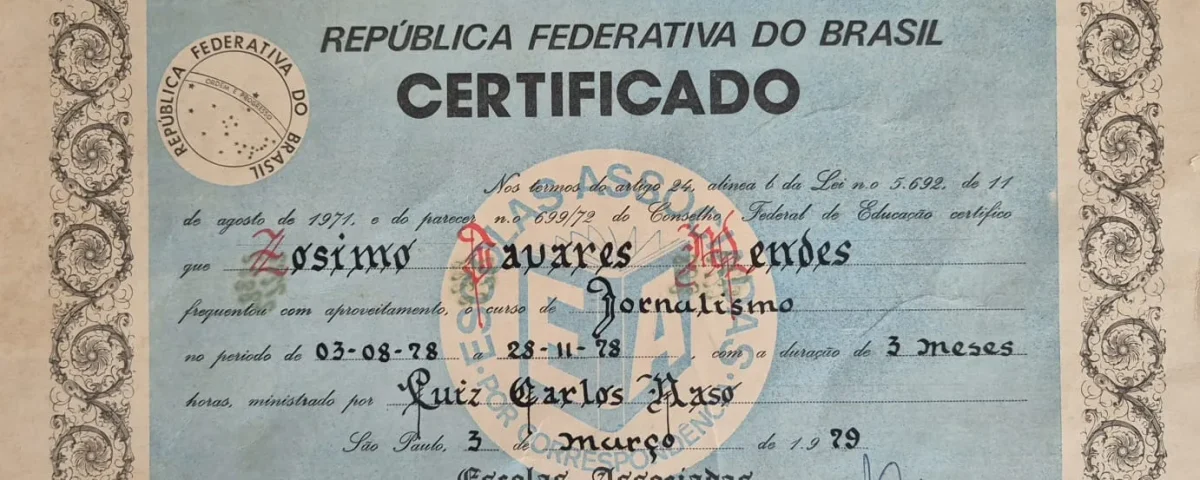 REPÚBLICA FEDERATIVA DO BRASIL
CERTIFICADO
REPÚBLICA FEDERATIVA DO BRASIL
ORDEM E PROGRESSO
Nos termos do artigo 24, alinea b da Lei n.o 5.692, de 11
de agosto de 1971, e do parecer n.o 699/72 do Conselho Federal de Educação certifico
que Zosimo Tavares Mendes
frequentou com aproveitamento, o curso de Jornalismo
no periodo de 03-08-78 a 28-11-78, com a duração de 3 meses
horas, ministrado por Luiz Carlos Naso
São Paulo, 3 de março de 1.979
Escolas Associadas
ESCOLAS ASSOCIADAS
POR CORRESPONDÊNCIA